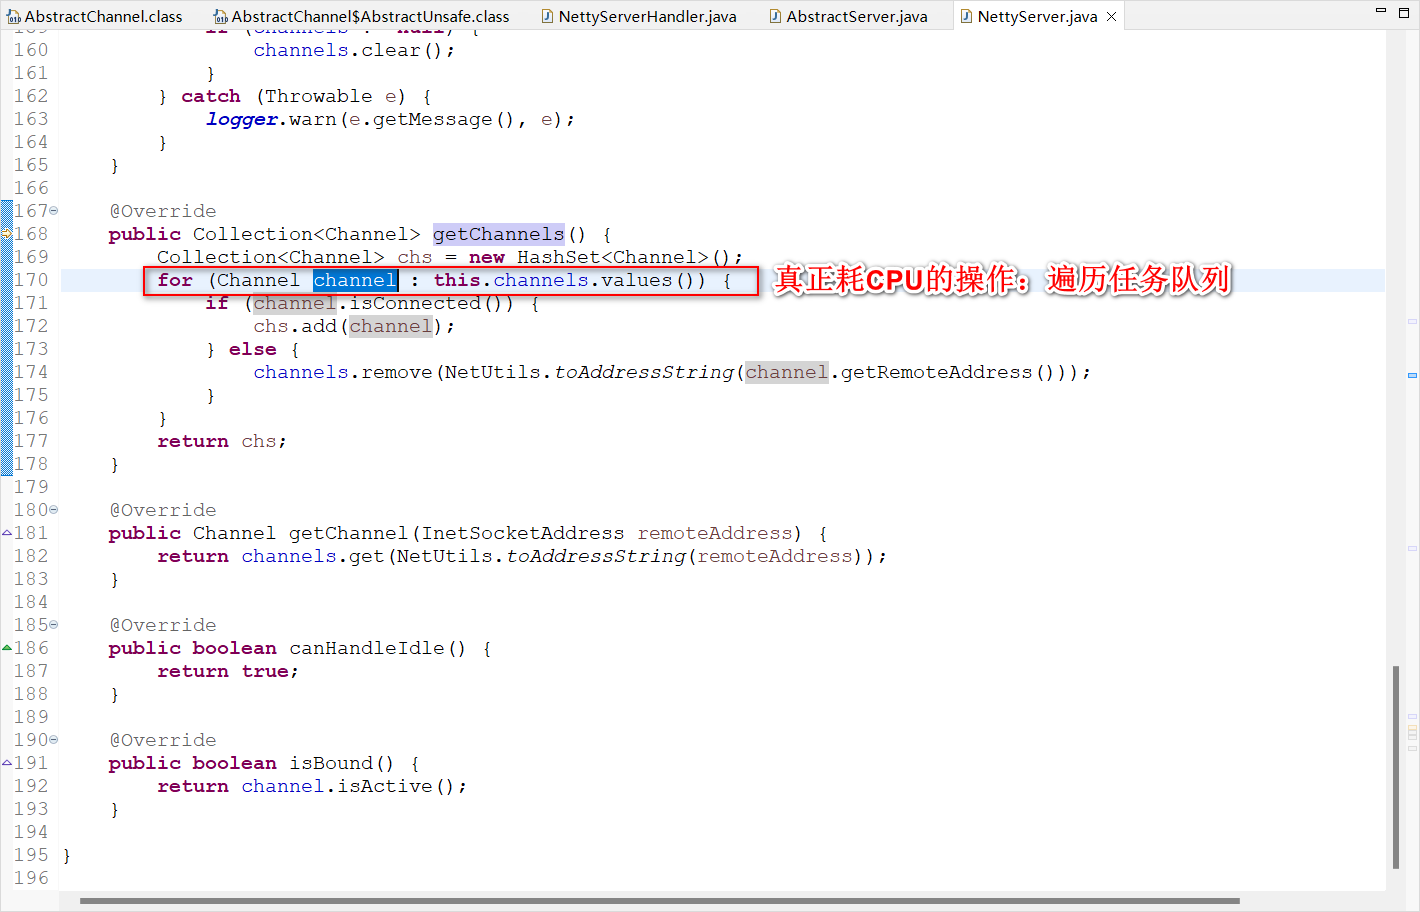 AbstractChannel.class AbstractChannel$AbstractUnsafe.class NettyServerHandler.java AbstractServer.java NettyServer.java
160 channels.clear();
161 }
162 } catch (Throwable e) {
163 logger.warn(e.getMessage(), e);
164 }
165 }
166
167 @Override
168 public Collection<Channel> getChannels() {
169 Collection<Channel> chs = new HashSet<Channel>();
170 for (Channel channel : this.channels.values()) { 真正耗CPU的操作：遍历任务队列
171 if (channel.isConnected()) {
172 chs.add(channel);
173 } else {
174 channels.remove(NetUtils.toAddressString(channel.getRemoteAddress()));
175 }
176 }
177 return chs;
178 }
179
180 @Override
181 public Channel getChannel(InetSocketAddress remoteAddress) {
182 return channels.get(NetUtils.toAddressString(remoteAddress));
183 }
184
185 @Override
186 public boolean canHandleIdle() {
187 return true;
188 }
189
190 @Override
191 public boolean isBound() {
192 return channel.isActive();
193 }
194
195 }
196